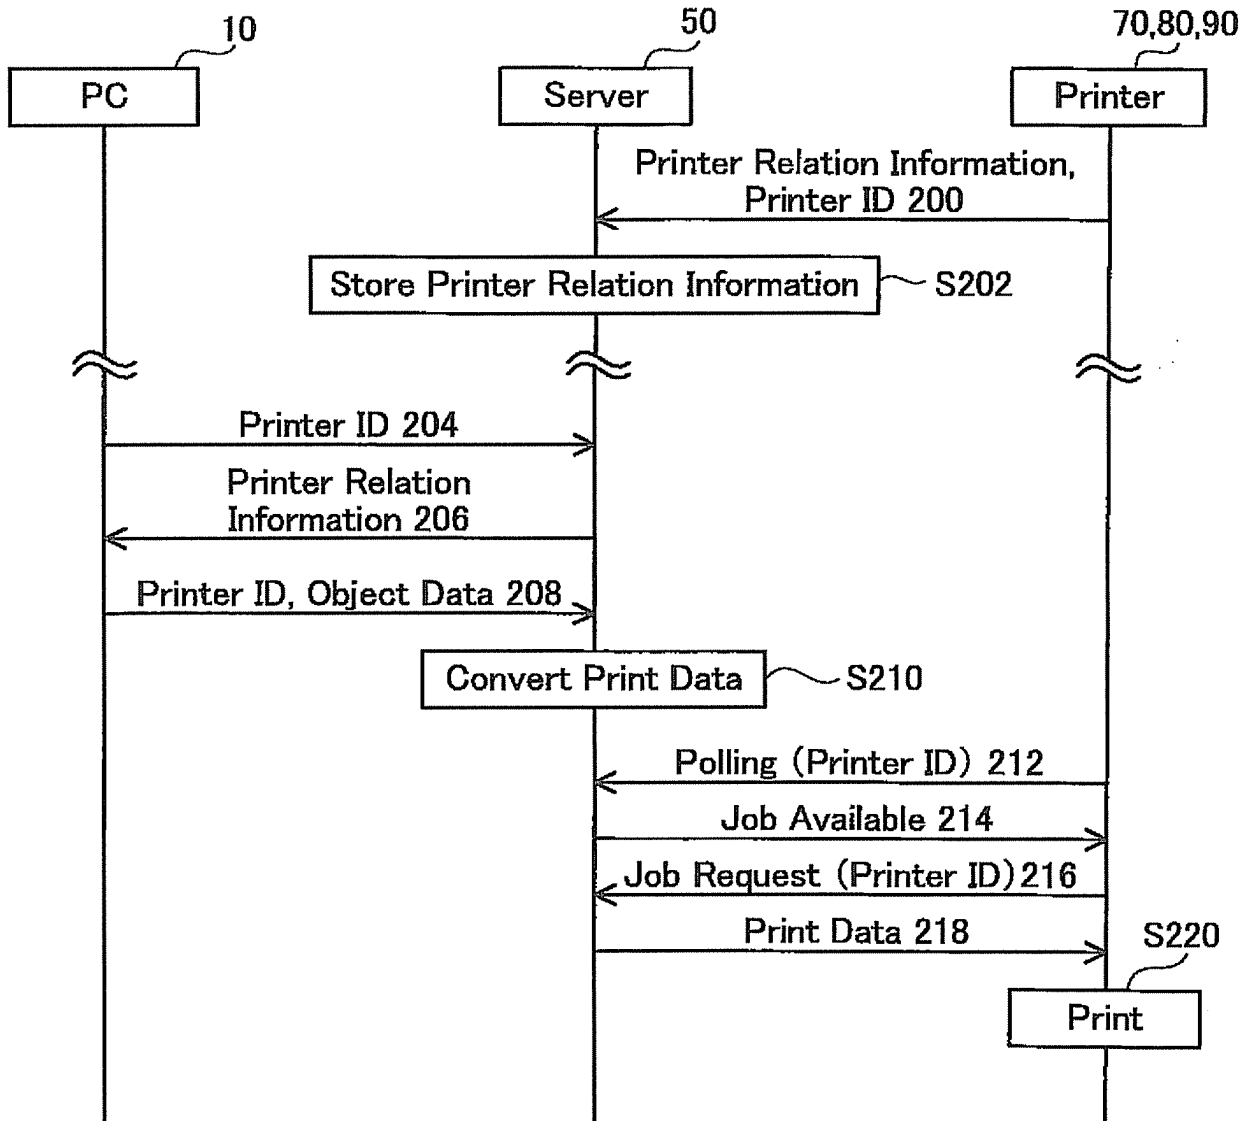 10
50
70,80,90
PC
Server
Printer
Printer Relation Information,
Printer ID 200
Store Printer Relation Information
S202
Printer ID 204
Printer Relation
Information 206
Printer ID, Object Data 208
Convert Print Data
S210
Polling (Printer ID) 212
Job Available 214
Job Request (Printer ID)216
Print Data 218
S220
Print